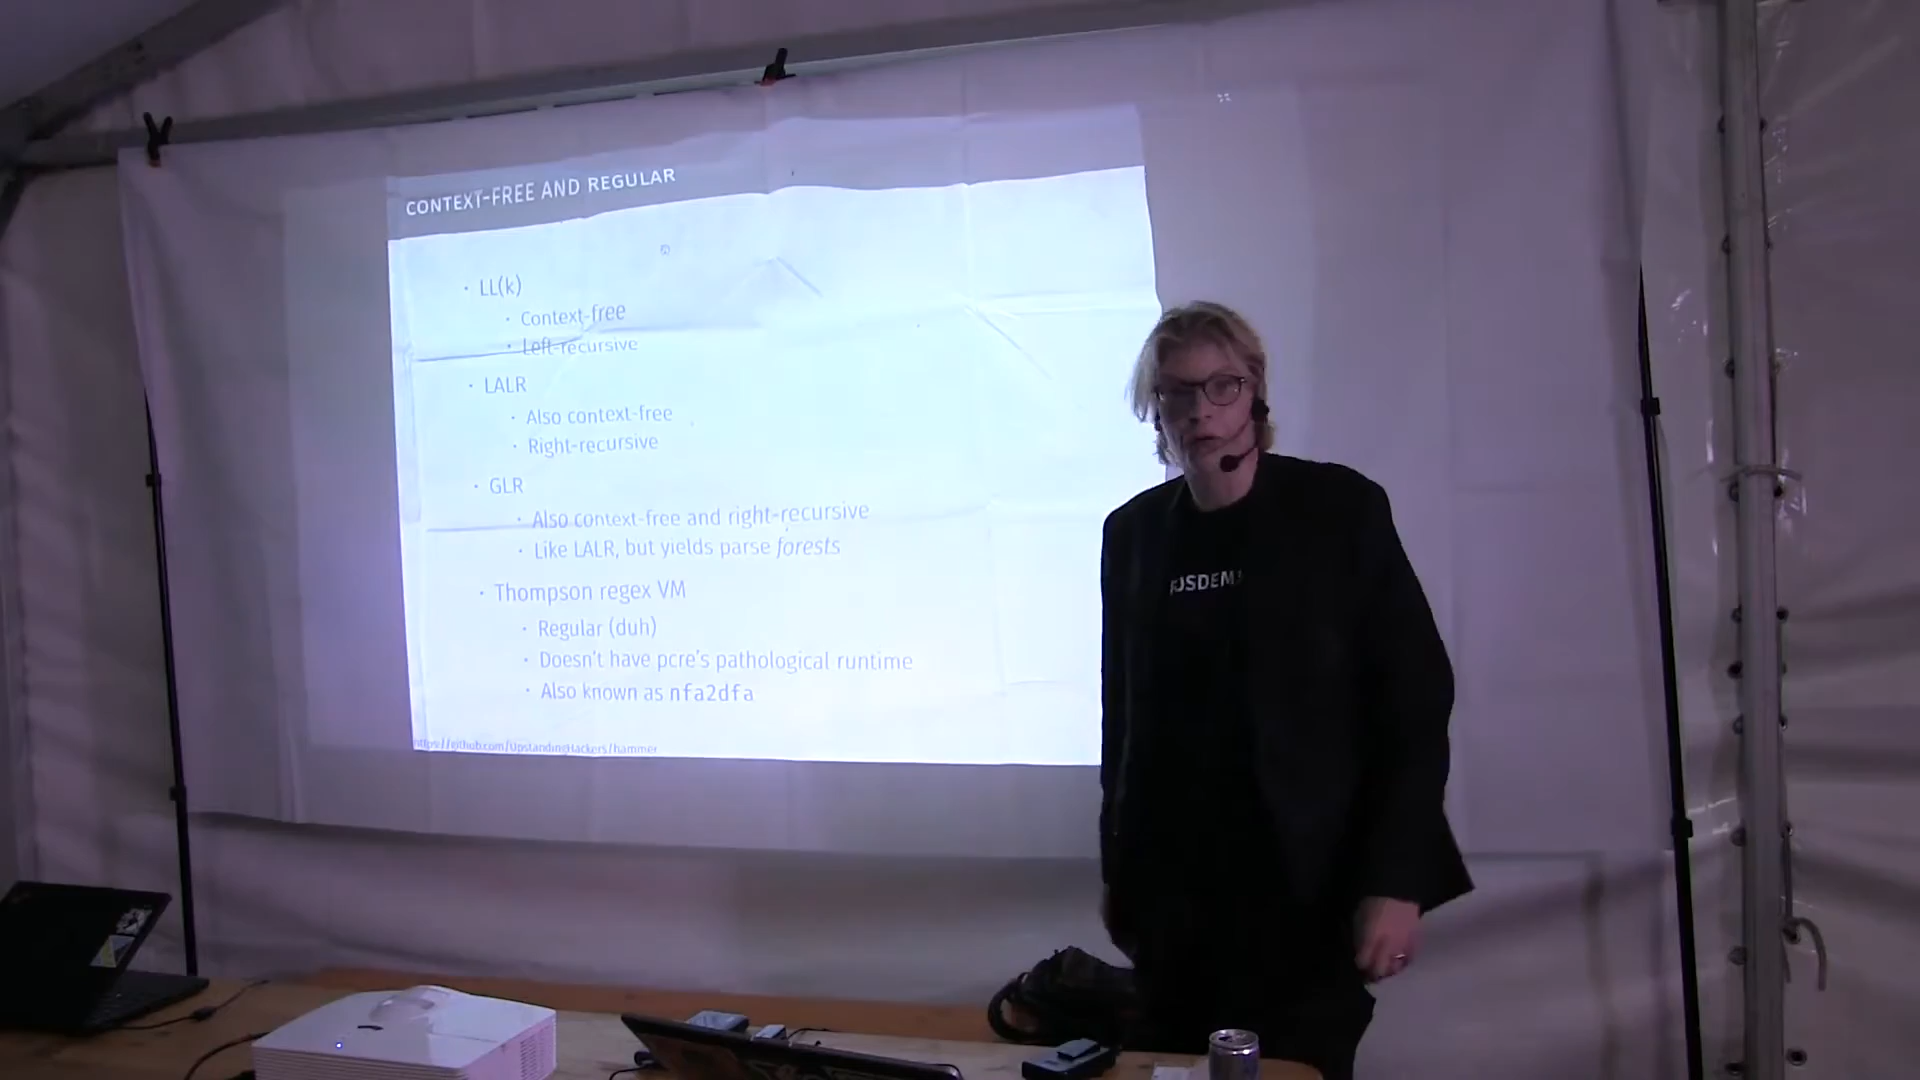 CONTEXT-FREE AND REGULAR
· LL(k)
· Context-free
· Left-recursive
· LALR
· Also context-free
· Right-recursive
· GLR
· Also context-free and right-recursive
· Like LALR, but yields parse forests
· Thompson regex VM
· Regular (duh)
· Doesn't have pcre's pathological runtime
· Also known as nfa2dfa
https://github.com/UpstandingHackers/hammer
FOSDEM